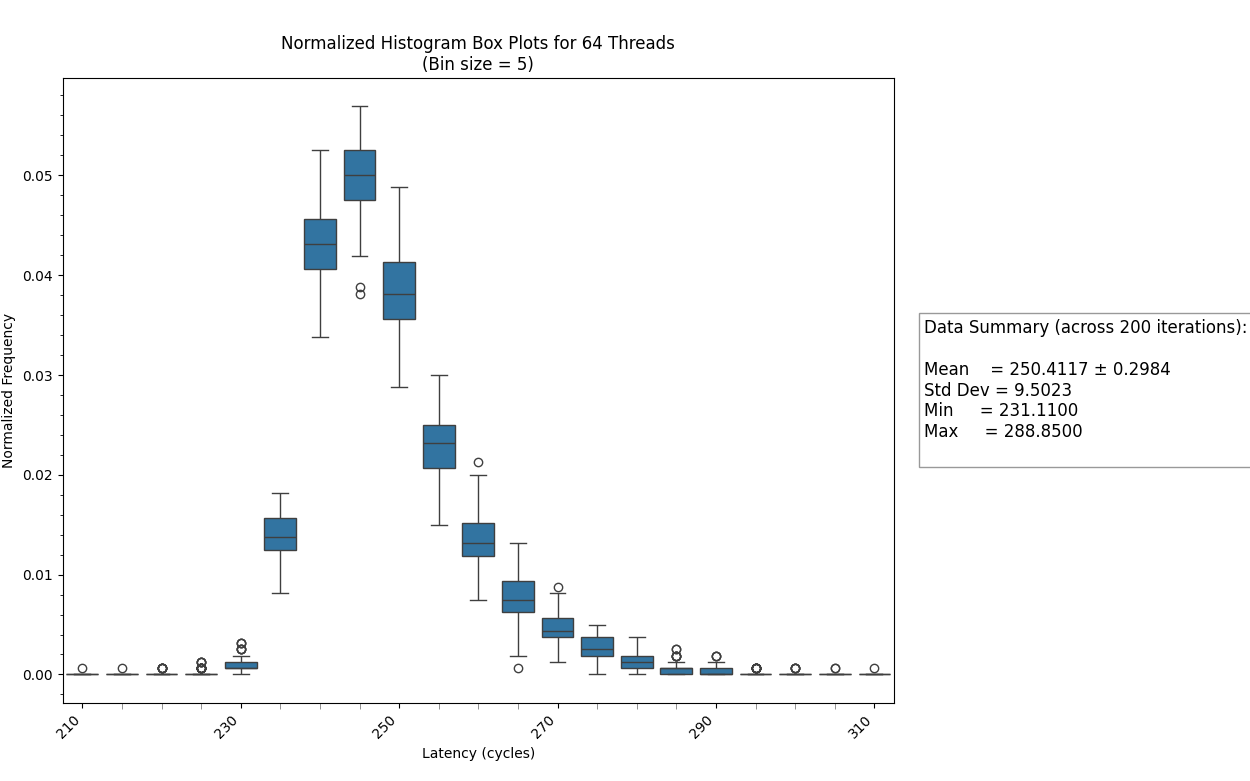 Normalized Histogram Box Plots for 64 Threads
(Bin size = 5)
Normalized Frequency
0.05
0.04
0.03
0.02
0.01
0.00
210
230
250
270
290
310
Latency (cycles)
Data Summary (across 200 iterations):
Mean = 250.4117 ± 0.2984
Std Dev = 9.5023
Min = 231.1100
Max = 288.8500